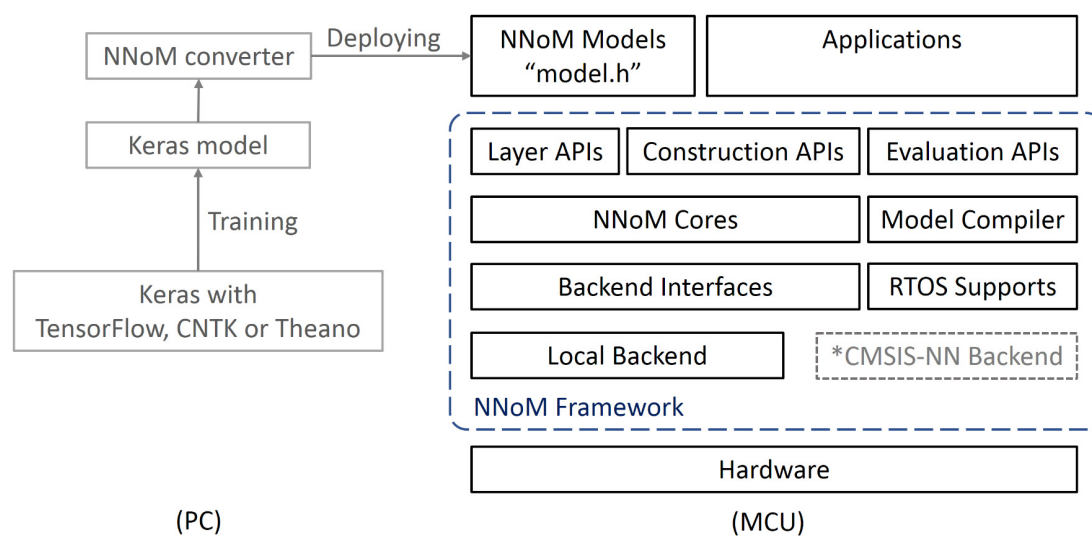 NNoM converter
Deploying
NNoM Models
“model.h”
Applications
Keras model
Layer APIs
Construction APIs
Evaluation APIs
Training
NNoM Cores
Model Compiler
Keras with
TensorFlow, CNTK or Theano
Backend Interfaces
RTOS Supports
Local Backend
*CMSIS-NN Backend
NNoM Framework
Hardware
(PC)
(MCU)